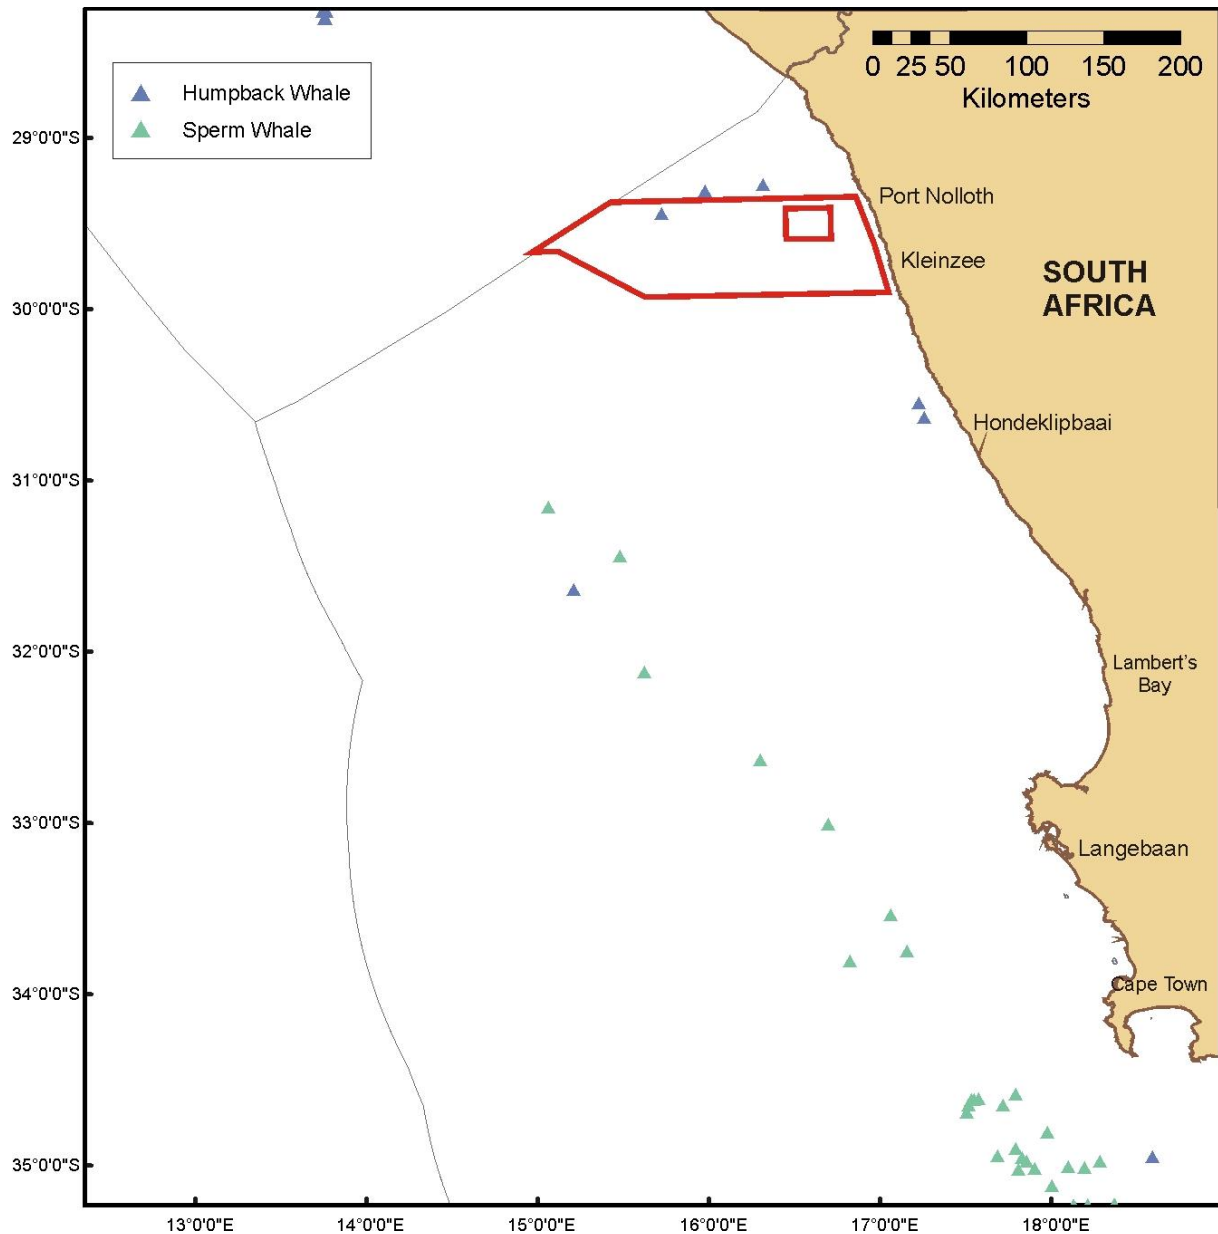 0 25 50 100 150 200
Kilometers
Humpback Whale
Sperm Whale
29°0'0"S
Port Nolloth
Kleinzee
SOUTH
AFRICA
30°0'0"S
Hondeklipbaai
31°0'0"S
32°0'0"S
Lambert's
Bay
33°0'0"S
Langebaan
34°0'0"S
Cape Town
35°0'0"S
13°0'0"E 14°0'0"E 15°0'0"E 16°0'0"E 17°0'0"E 18°0'0"E